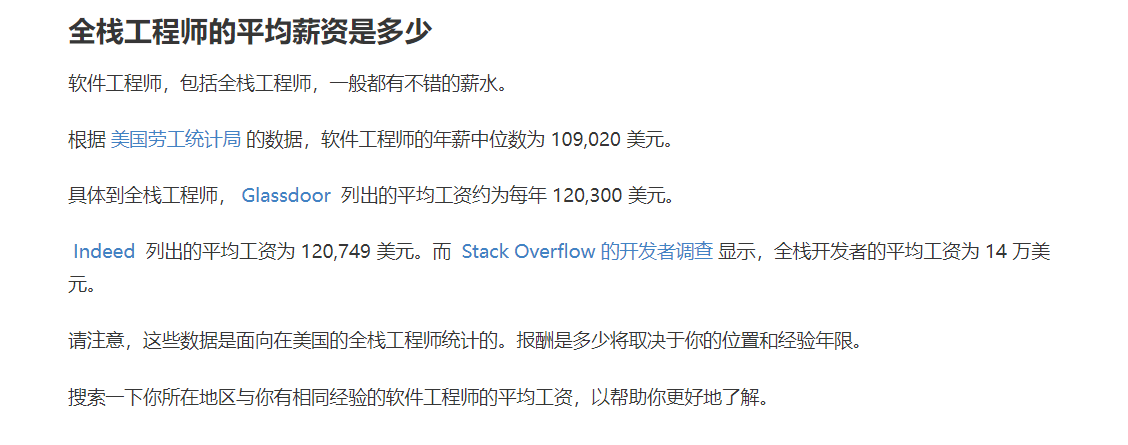 全栈工程师的平均薪资是多少
软件工程师，包括全栈工程师，一般都有不错的薪水。
根据 美国劳工统计局 的数据，软件工程师的年薪中位数为 109,020 美元。
具体到全栈工程师， Glassdoor 列出的平均工资约为每年 120,300 美元。
Indeed 列出的平均工资为 120,749 美元。而 Stack Overflow 的开发者调查 显示，全栈开发者的平均工资为 14 万美
元。
请注意，这些数据是面向在美国的全栈工程师统计的。报酬是多少将取决于你的位置和经验年限。
搜索一下你所在地区与你有相同经验的软件工程师的平均工资，以帮助你更好地了解。